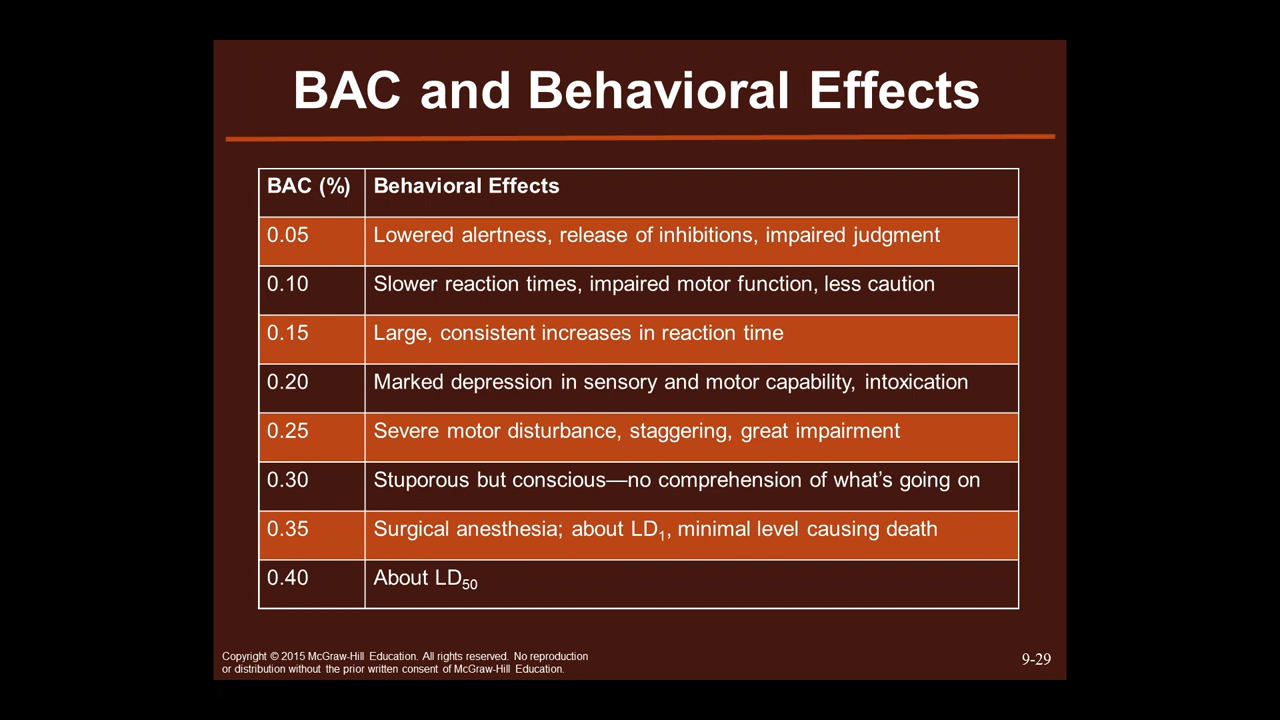 BAC and Behavioral Effects
BAC (%) Behavioral Effects
0.05 Lowered alertness, release of inhibitions, impaired judgment
0.10 Slower reaction times, impaired motor function, less caution
0.15 Large, consistent increases in reaction time
0.20 Marked depression in sensory and motor capability, intoxication
0.25 Severe motor disturbance, staggering, great impairment
0.30 Stuporous but conscious—no comprehension of what’s going on
0.35 Surgical anesthesia; about LD₁, minimal level causing death
0.40 About LD₅₀
Copyright © 2015 McGraw-Hill Education. All rights reserved. No reproduction
or distribution without the prior written consent of McGraw-Hill Education.
9-29